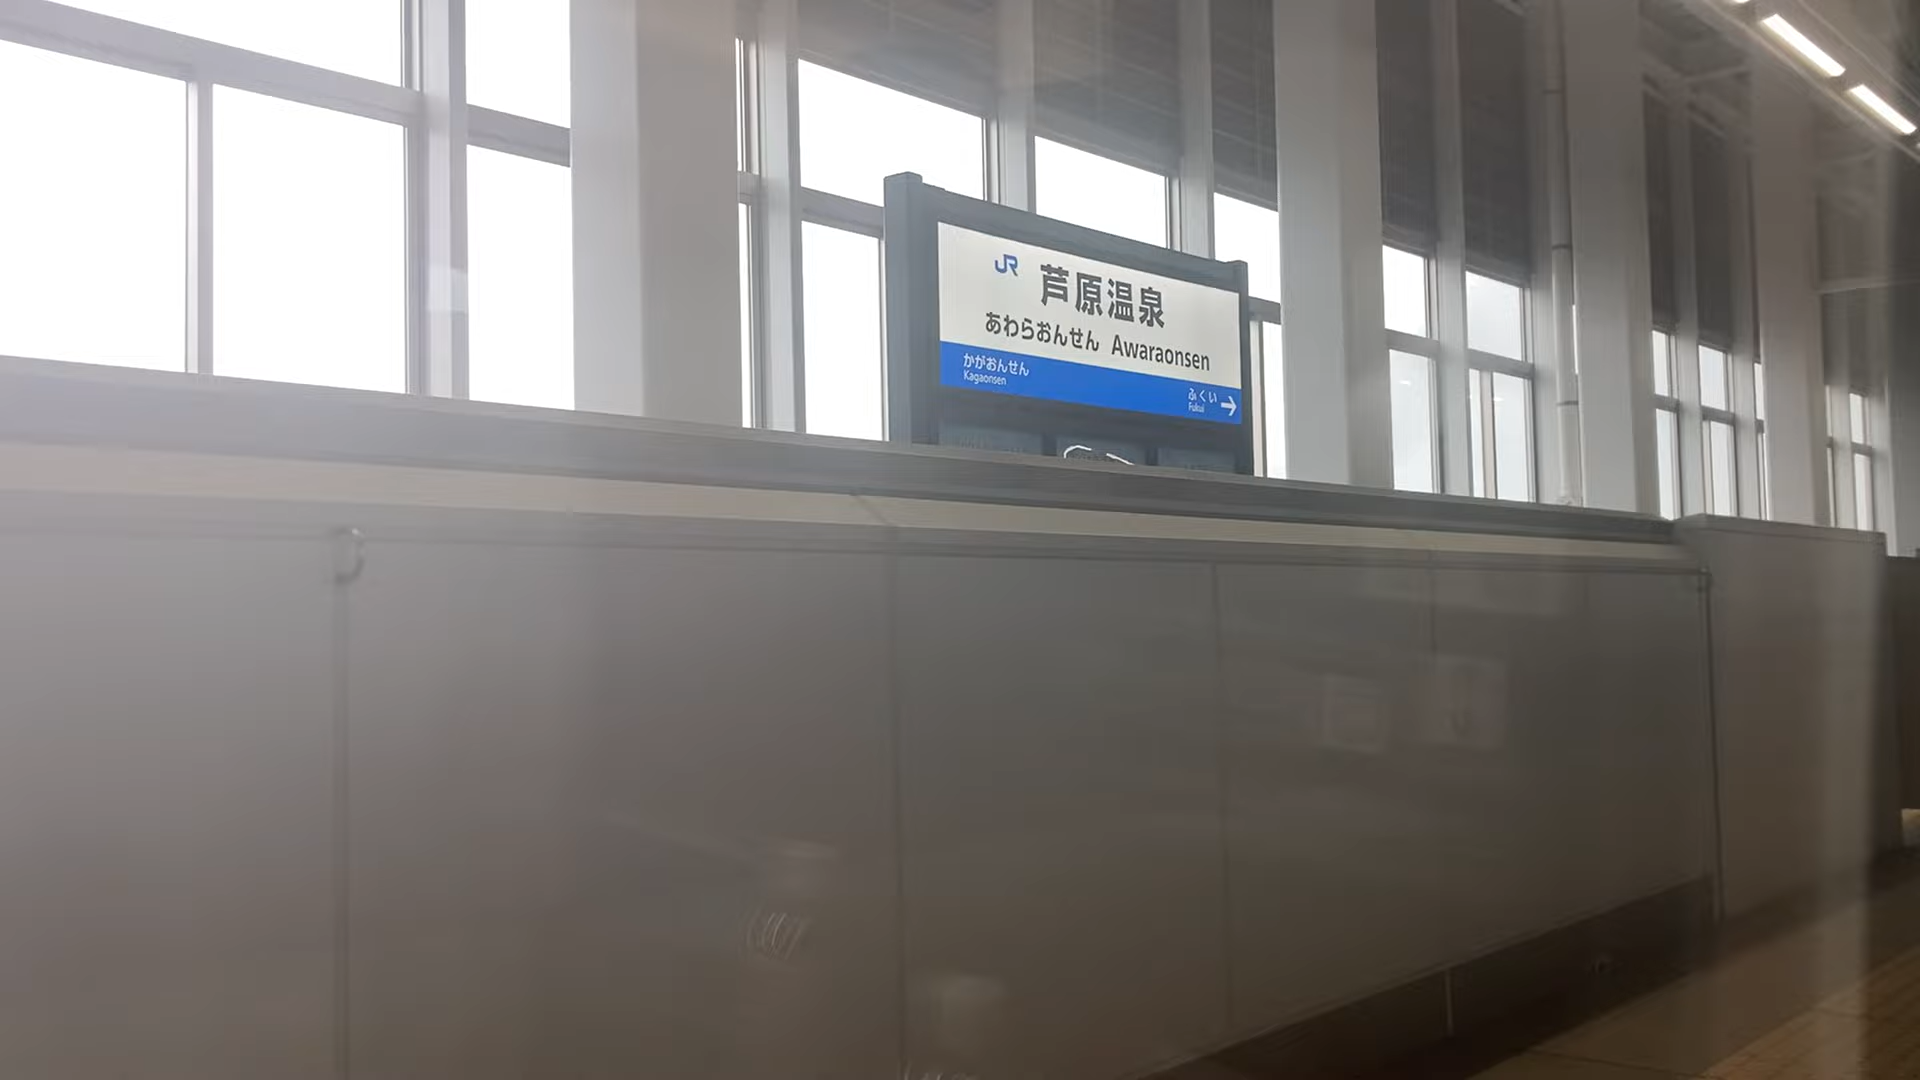 JR 芦原温泉
あわらおんせん Awaraonsen
かがおんせん
Kagaonsen
ふくい →
Fukui